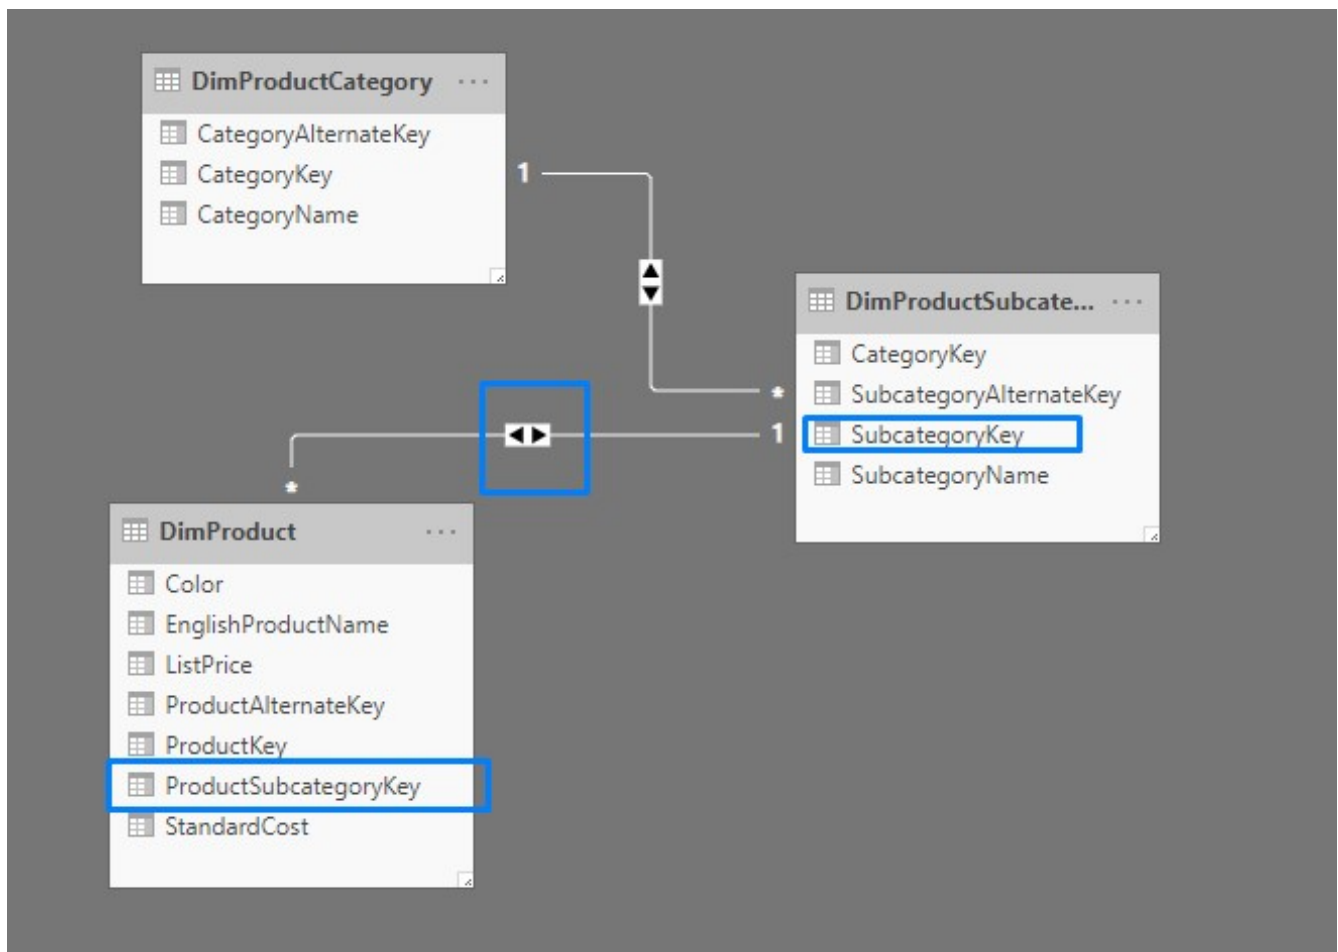 DimProductCategory ...
CategoryAlternateKey
CategoryKey
CategoryName
1
DimProductSubcate... ...
CategoryKey
SubcategoryAlternateKey
SubcategoryKey
SubcategoryName
*
1
*
DimProduct ...
Color
EnglishProductName
ListPrice
ProductAlternateKey
ProductKey
ProductSubcategoryKey
StandardCost